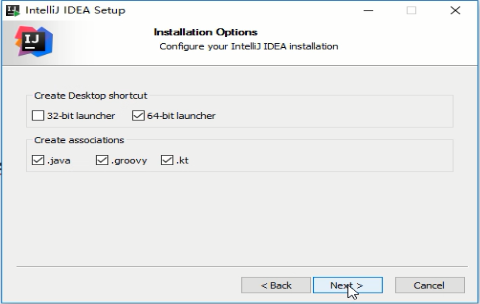 IntelliJ IDEA Setup
Installation Options
Configure your IntelliJ IDEA installation
Create Desktop shortcut
32-bit launcher 64-bit launcher
Create associations
.java .groovy .kt
< Back Next > Cancel